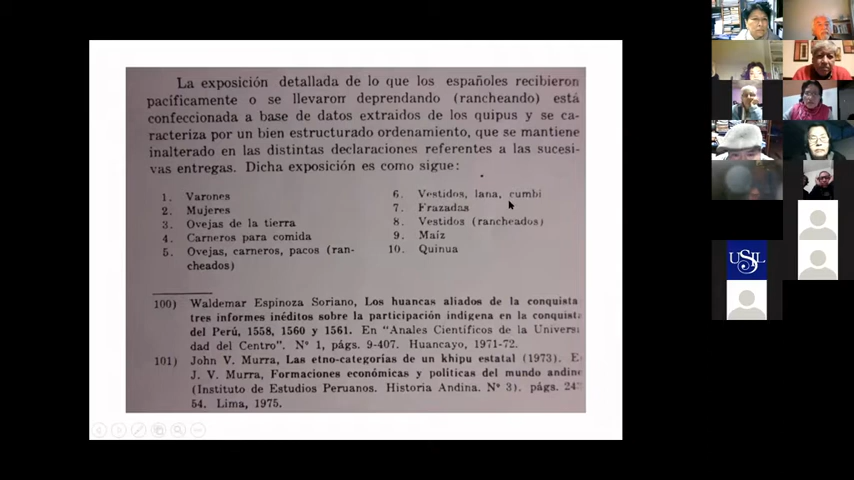 La exposición detallada de lo que los españoles recibieron
pacíficamente o se llevaron deprendando (rancheando) está
confeccionada a base de datos extraidos de los quipus y se ca-
racteriza por un bien estructurado ordenamiento, que se mantiene
inalterado en las distintas declaraciones referentes a las sucesi-
vas entregas. Dicha exposición es como sigue:
1. Varones
2. Mujeres
3. Ovejas de la tierra
4. Carneros para comida
5. Ovejas, carneros, pacos (ran-
cheados)
6. Vestidos, lana, cumbi
7. Frazadas
8. Vestidos (rancheados)
9. Maíz
10. Quinua
100) Waldemar Espinoza Soriano, Los huancas aliados de la conquista
tres informes inéditos sobre la participación indígena en la conquista
del Perú, 1558, 1560 y 1561. En "Anales Científicos de la Universi
dad del Centro". Nº 1, págs. 9-407. Huancayo, 1971-72.
101) John V. Murra, Las etno-categorías de un khipu estatal (1973). E
J. V. Murra, Formaciones económicas y políticas del mundo andin
(Instituto de Estudios Peruanos. Historia Andina. Nº 3). págs. 24
54. Lima, 1975.
USIL